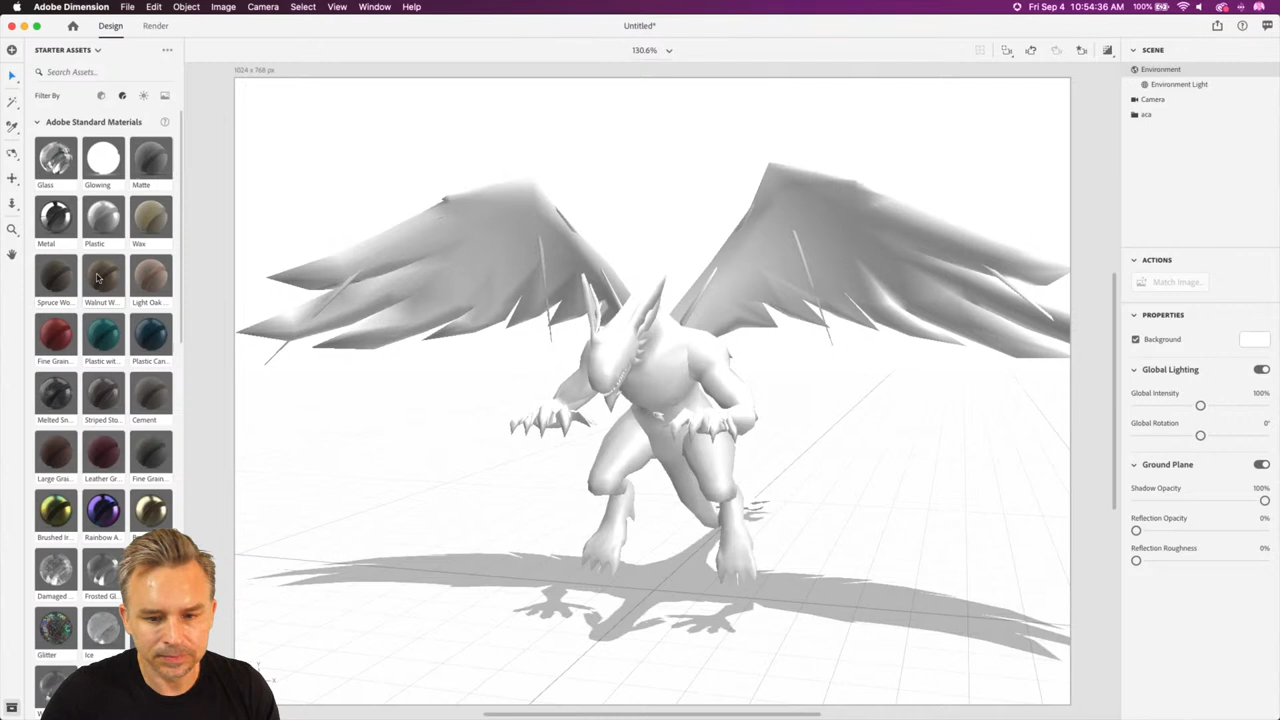 Adobe Dimension File Edit Object Image Camera Select View Window Help 100% Fri Sep 4 10:54:36 AM
Design Render Untitled*
STARTER ASSETS
130.6%
Search Assets..
Filter By
Adobe Standard Materials
Glass Glowing Matte
Metal Plastic Wax
Spruce Wo... Walnut W... Light Oak ...
Fine Grain... Plastic wit... Plastic Can...
Melted Sn... Striped Sto... Cement
Large Grai... Leather Gr... Fine Grain...
Brushed Ir... Rainbow A...
Damaged Frosted Gl...
Glitter Ice
1024 x 768 px
SCENE
Environment
Environment Light
Camera
aca
ACTIONS
Match Image...
PROPERTIES
Background
Global Lighting
Global Intensity 100%
Global Rotation 0°
Ground Plane
Shadow Opacity 100%
Reflection Opacity 0%
Reflection Roughness 0%